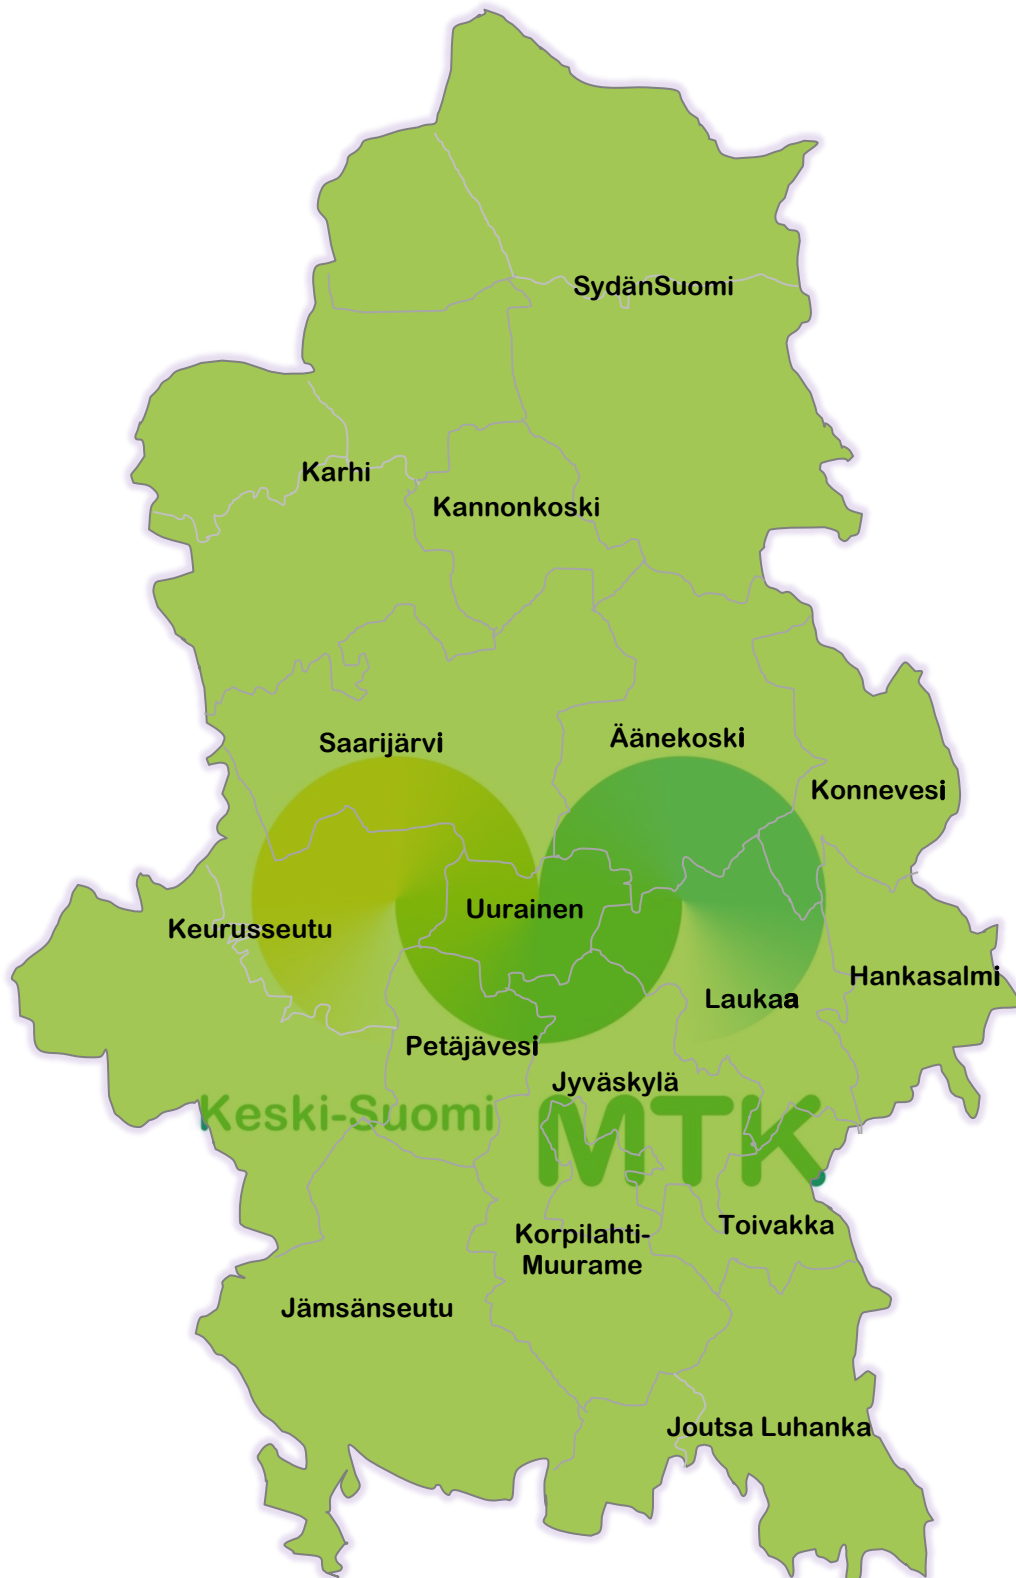 SydänSuomi
Karhi
Kannonkoski
Saarijärvi
Äänekoski
Konnevesi
Uurainen
Keurusseutu
Hankasalmi
Laukaa
Petäjävesi
Jyväskylä
Keski-Suomi MTK
Toivakka
Korpilahti-
Muurame
Jämsänseutu
Joutsa Luhanka